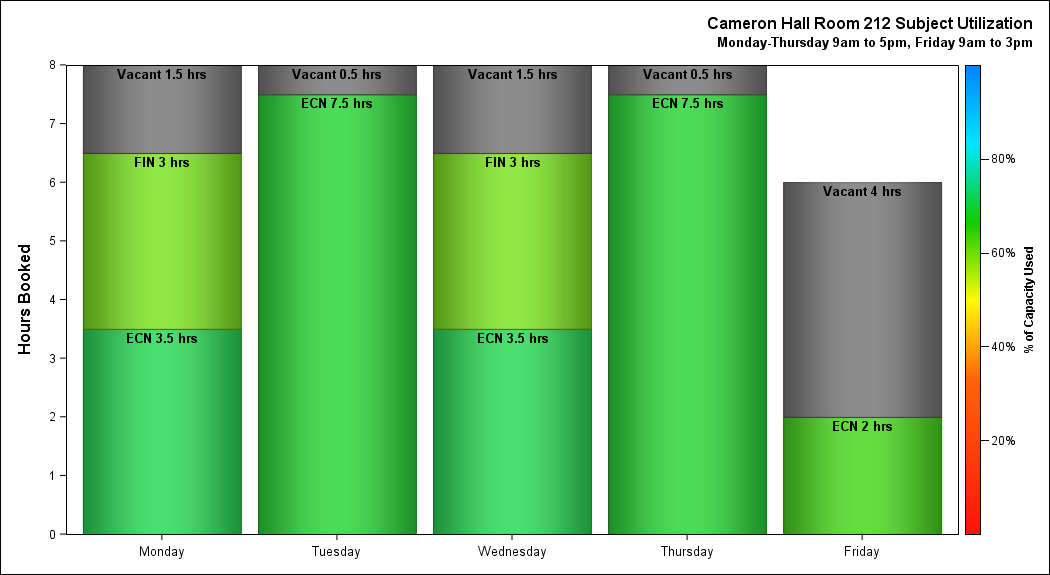 Cameron Hall Room 212 Subject Utilization
Monday-Thursday 9am to 5pm, Friday 9am to 3pm
Hours Booked
8
7
6
5
4
3
2
1
0
Vacant 1.5 hrs
FIN 3 hrs
ECN 3.5 hrs
Vacant 0.5 hrs
ECN 7.5 hrs
Vacant 1.5 hrs
FIN 3 hrs
ECN 3.5 hrs
Vacant 0.5 hrs
ECN 7.5 hrs
Vacant 4 hrs
ECN 2 hrs
Monday
Tuesday
Wednesday
Thursday
Friday
80%
60%
40%
20%
% of Capacity Used